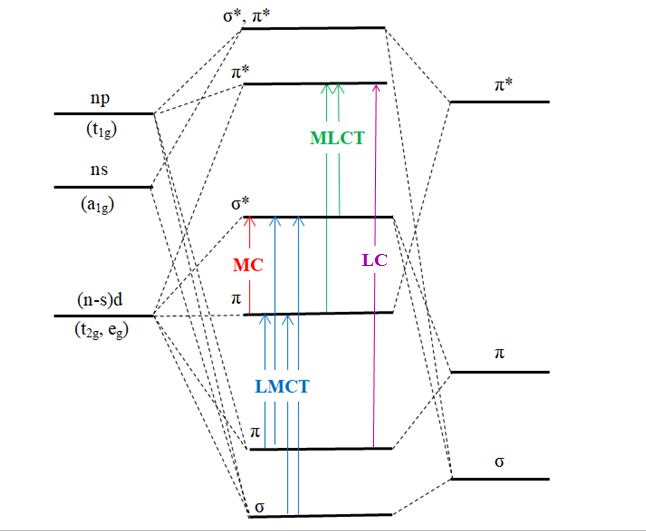 σ*, π*
π*
np
(t1g)
π*
MLCT
ns
(a1g)
σ*
MC
LC
(n-s)d
(t2g, eg)
π
π
LMCT
π
σ
σ